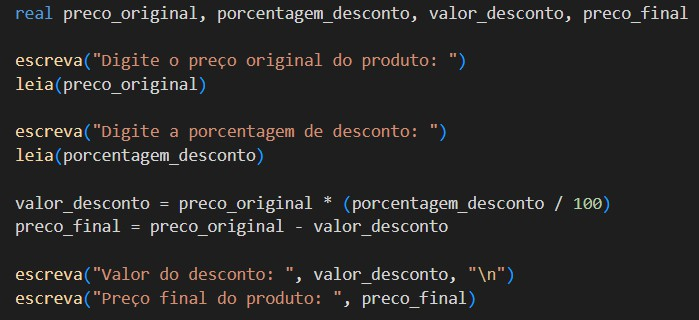 real preco_original, porcentagem_desconto, valor_desconto, preco_final
escreva("Digite o preço original do produto: ")
leia(preco_original)
escreva("Digite a porcentagem de desconto: ")
leia(porcentagem_desconto)
valor_desconto = preco_original * (porcentagem_desconto / 100)
preco_final = preco_original - valor_desconto
escreva("Valor do desconto: ", valor_desconto, "\n")
escreva("Preço final do produto: ", preco_final)